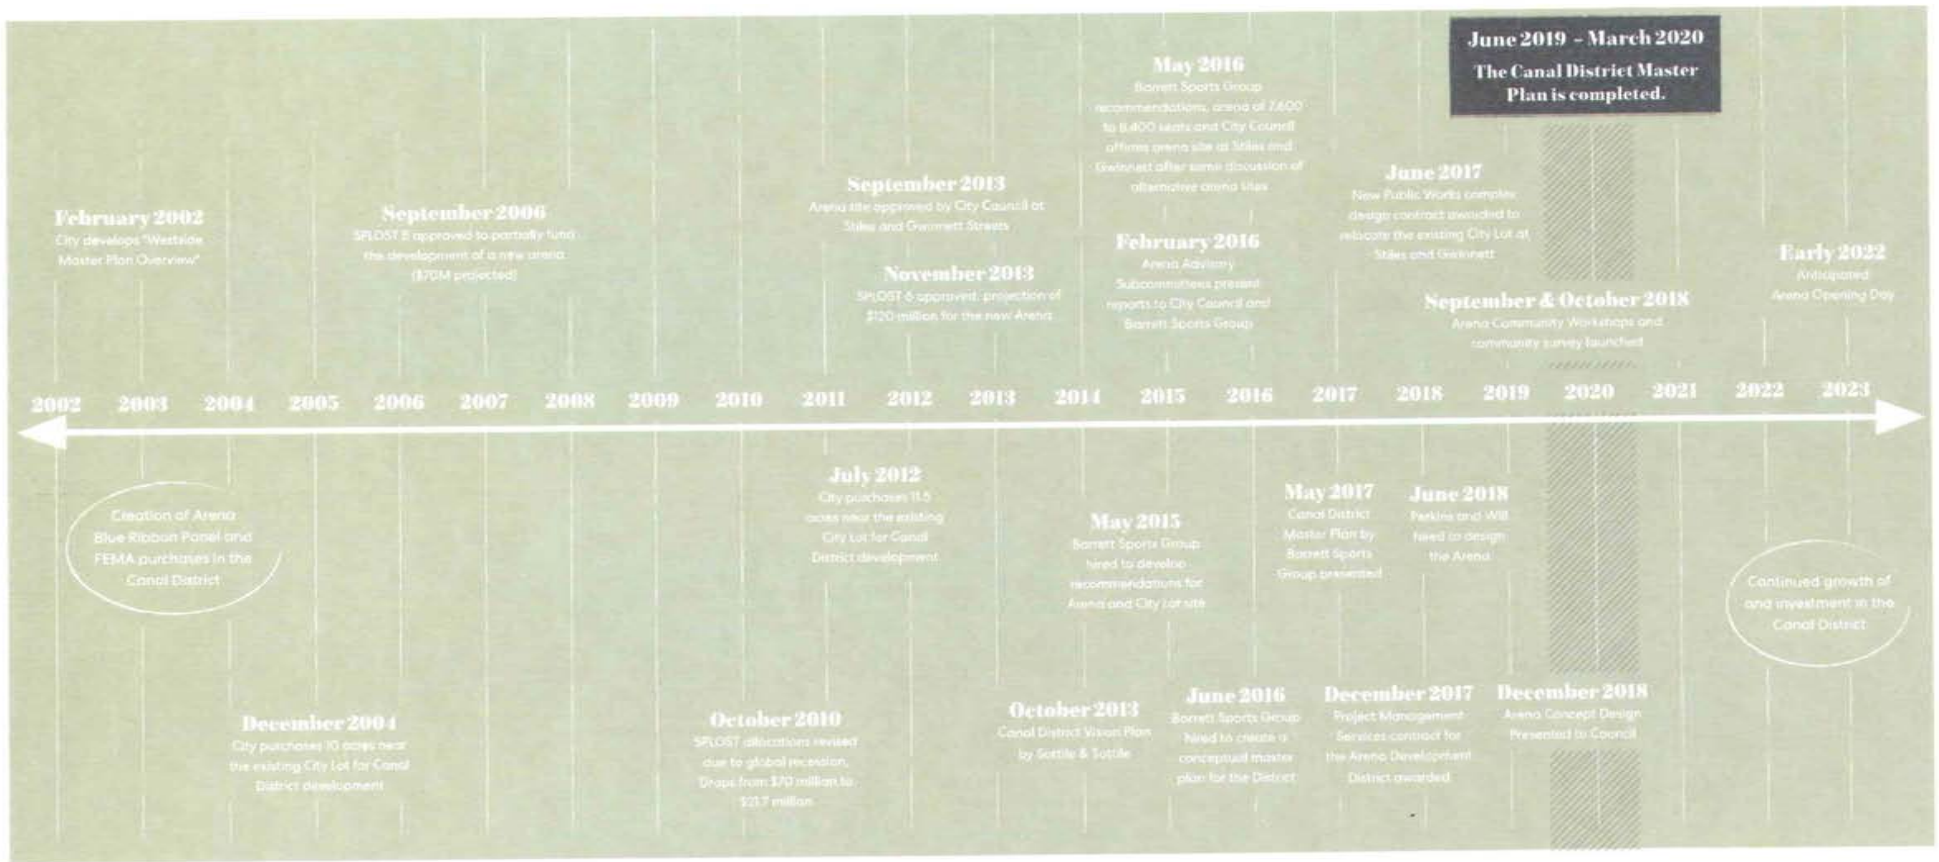 June 2019 - March 2020
The Canal District Master
Plan is completed.
May 2016
Barrett Sports Group
recommendations, arena of 7,600
to 8,400 seats and City Council
affirms arena site at Stiles and
Gwinnett after some discussion of
alternative arena sites
September 2013
Arena site approved by City Council at
Stiles and Gwinnett Streets
June 2017
New Public Works complex
design contract awarded to
relocate the existing City Lot at
Stiles and Gwinnett
February 2002
City develops "Westside
Master Plan Overview"
September 2006
SPLOST 5 approved to partially fund
the development of a new arena
($70M projected)
November 2013
SPLOST 6 approved, projection of
$120 million for the new Arena
February 2016
Arena Advisory
Subcommittees present
reports to City Council and
Barrett Sports Group
September & October 2018
Arena Community Workshops and
community survey launched
Early 2022
Anticipated
Arena Opening Day
2002 2003 2004 2005 2006 2007 2008 2009 2010 2011 2012 2013 2014 2015 2016 2017 2018 2019 2020 2021 2022 2023
Creation of Arena
Blue Ribbon Panel and
FEMA purchases in the
Canal District
July 2012
City purchases 11.5
acres near the existing
City Lot for Canal
District development
May 2015
Barrett Sports Group
hired to develop
recommendations for
Arena and City Lot site
May 2017
Canal District
Master Plan by
Barrett Sports
Group presented
June 2018
Perkins and Will
hired to design
the Arena
Continued growth of
and investment in the
Canal District
December 2004
City purchases 10 acres near
the existing City Lot for Canal
District development
October 2010
SPLOST allocations revised
due to global recession,
Drops from $70 million to
$21.7 million
October 2013
Canal District Vision Plan
by Sottile & Sottile
June 2016
Barrett Sports Group
hired to create a
conceptual master
plan for the District
December 2017
Project Management
Services contract for
the Arena Development
District awarded
December 2018
Arena Concept Design
Presented to Council